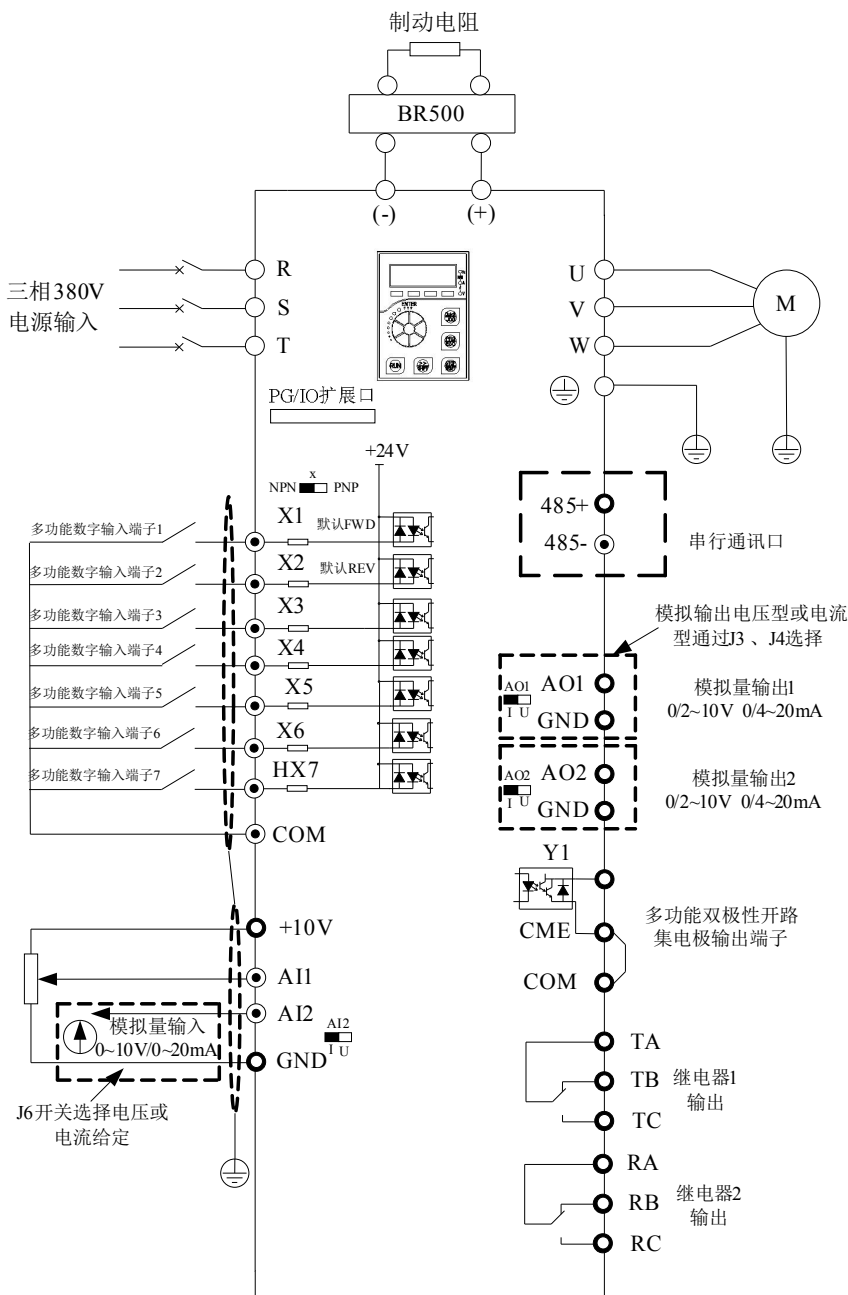 制动电阻
BR500
(-)
(+)
三相380V
电源输入
R
S
T
U
V
W
M
ENTER
RUN
PG/IO扩展口
+24V
x
NPN
PNP
多功能数字输入端子1
X1
默认FWD
多功能数字输入端子2
X2
默认REV
多功能数字输入端子3
X3
多功能数字输入端子4
X4
多功能数字输入端子5
X5
多功能数字输入端子6
X6
多功能数字输入端子7
HX7
COM
+10V
AI1
AI2
模拟量输入
0~10V/0~20mA
AI2
I U
GND
J6开关选择电压或
电流给定
485+
485-
串行通讯口
模拟输出电压型或电流
型通过J3 、J4选择
AO1
I U
AO1
GND
模拟量输出1
0/2~10V 0/4~20mA
AO2
I U
AO2
GND
模拟量输出2
0/2~10V 0/4~20mA
Y1
CME
COM
多功能双极性开路
集电极输出端子
TA
TB
TC
继电器1
输出
RA
RB
RC
继电器2
输出